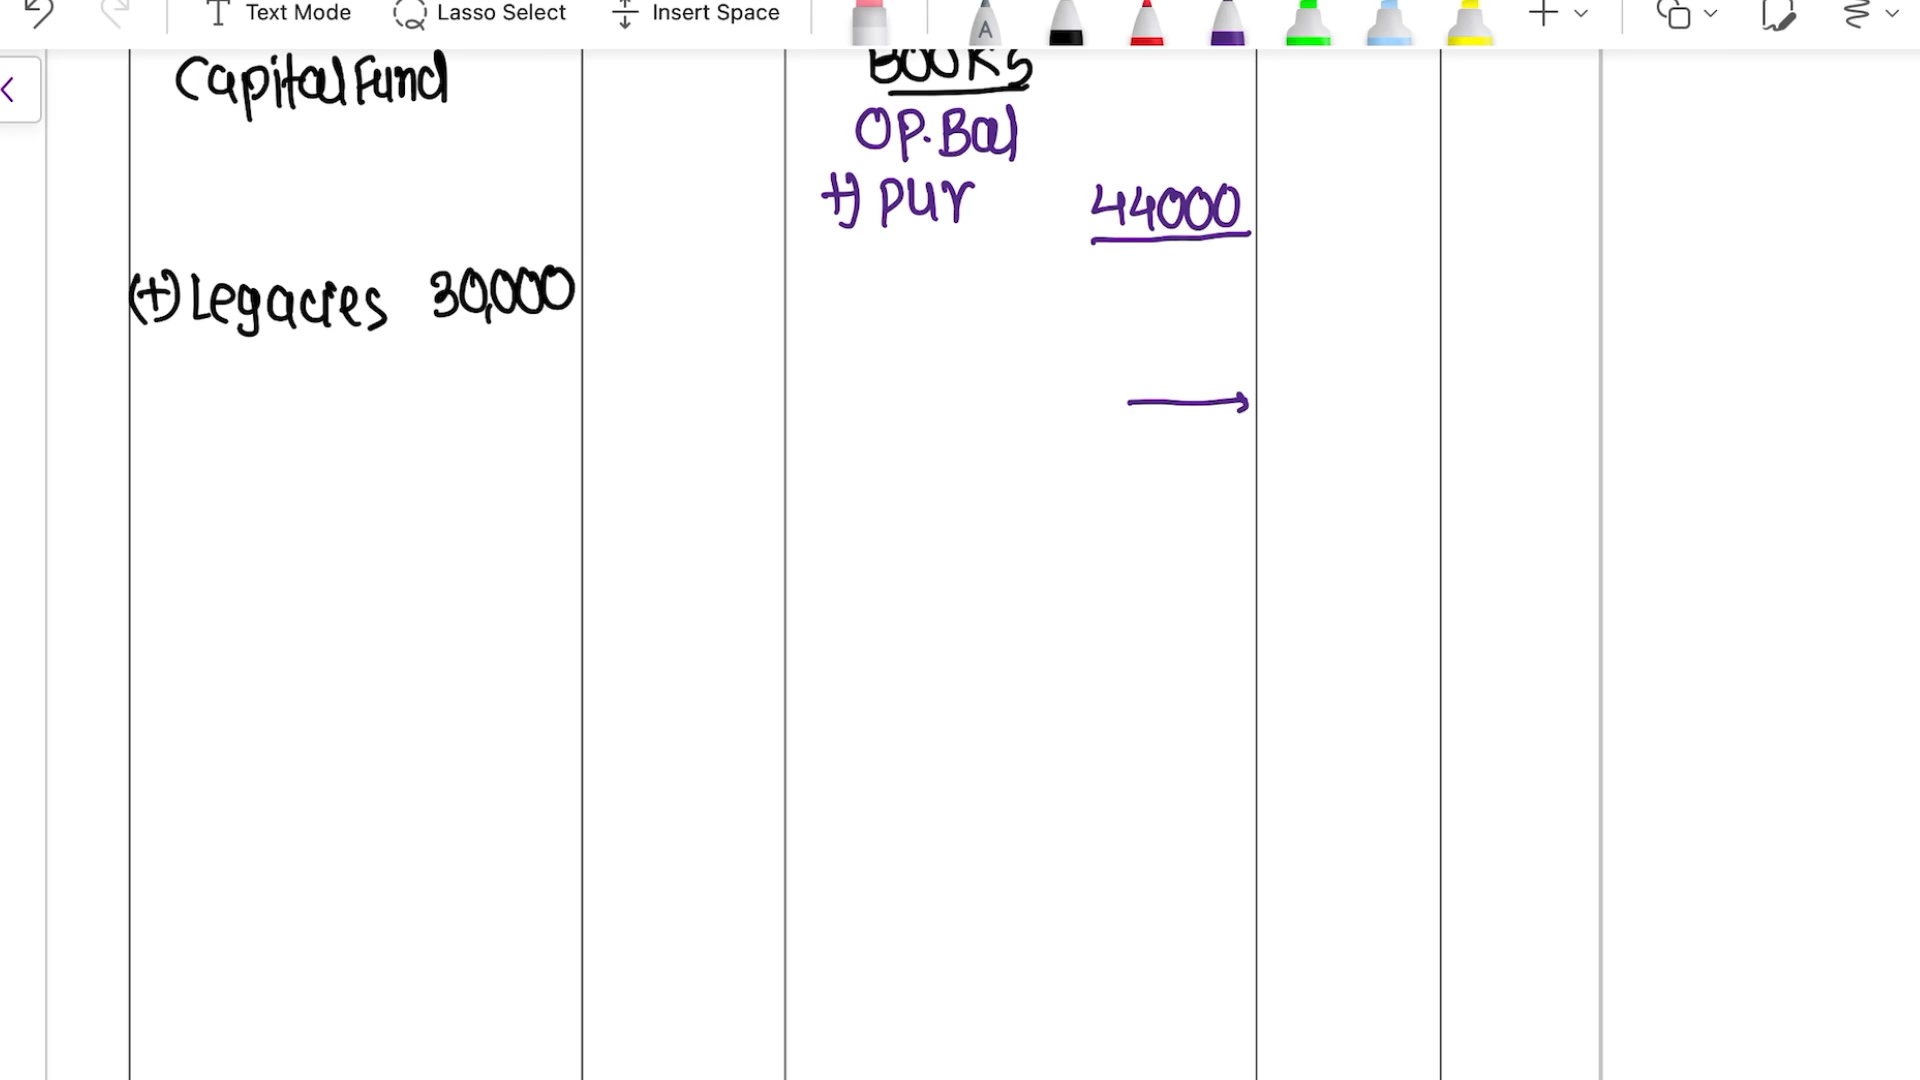 Text Mode Lasso Select Insert Space
A
Capital Fund
(+) Legacies 30,000
BOOKS
OP. Bal
+) PUr 44000